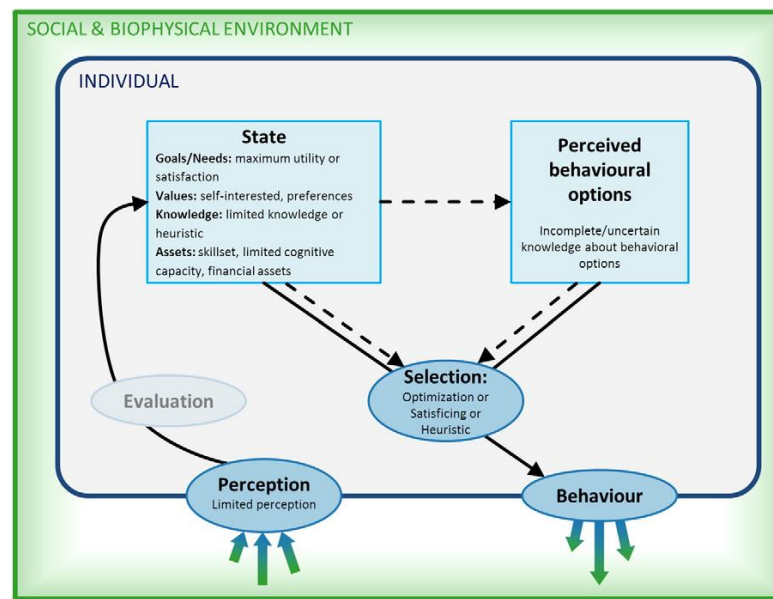 SOCIAL & BIOPHYSICAL ENVIRONMENT
INDIVIDUAL
State
Goals/Needs: maximum utility or
satisfaction
Values: self-interested, preferences
Knowledge: limited knowledge or
heuristic
Assets: skillset, limited cognitive
capacity, financial assets
Perceived
behavioural
options
Incomplete/uncertain
knowledge about behavioral
options
Evaluation
Selection:
Optimization or
Satisficing or
Heuristic
Perception
Limited perception
Behaviour